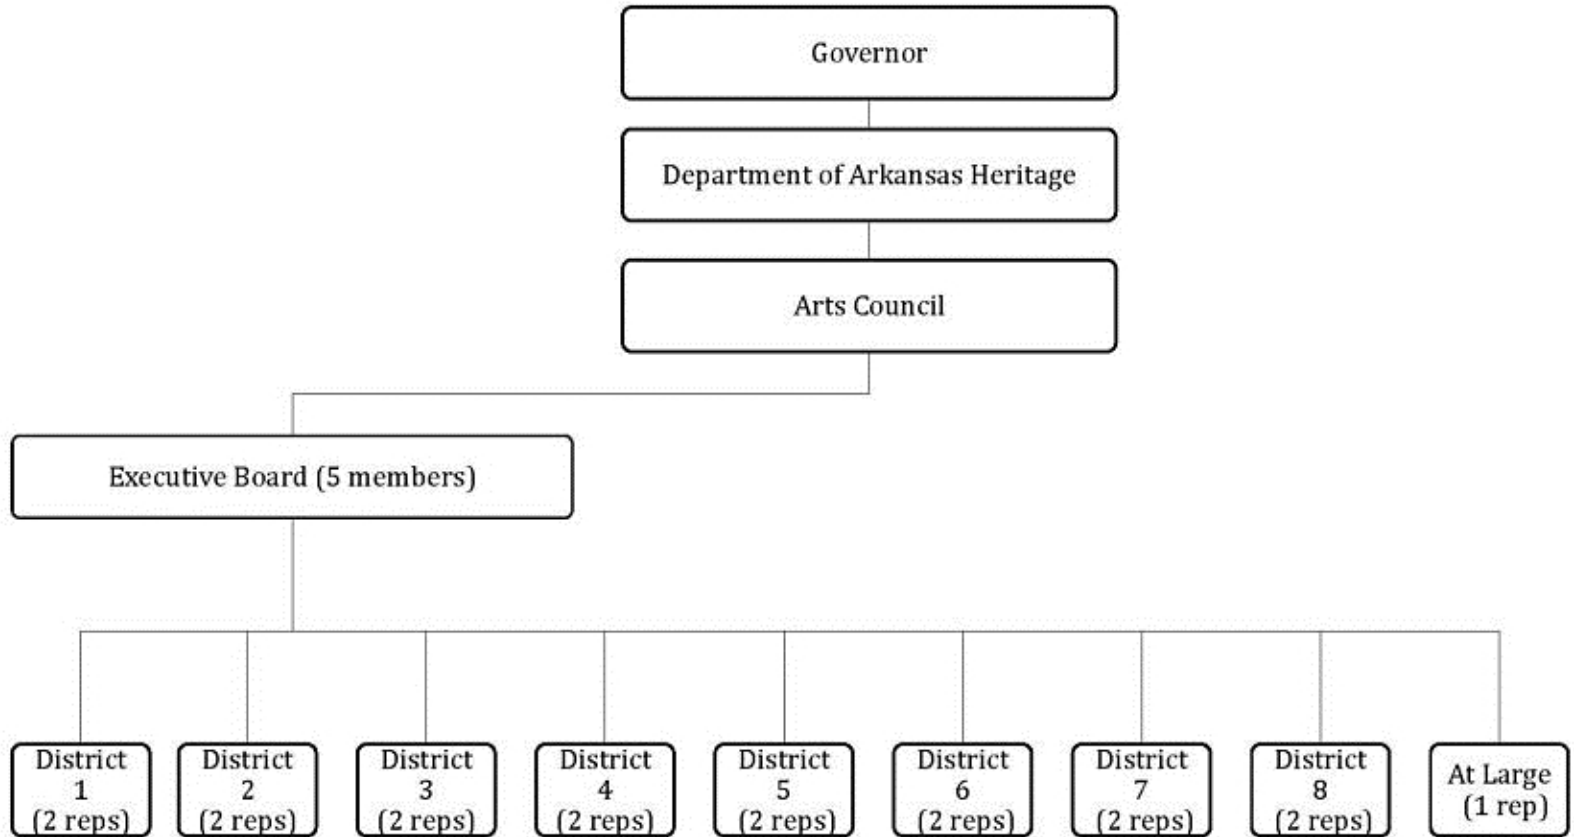 Governor
Department of Arkansas Heritage
Arts Council
Executive Board (5 members)
District
1
(2 reps)
District
2
(2 reps)
District
3
(2 reps)
District
4
(2 reps)
District
5
(2 reps)
District
6
(2 reps)
District
7
(2 reps)
District
8
(2 reps)
At Large
(1 rep)